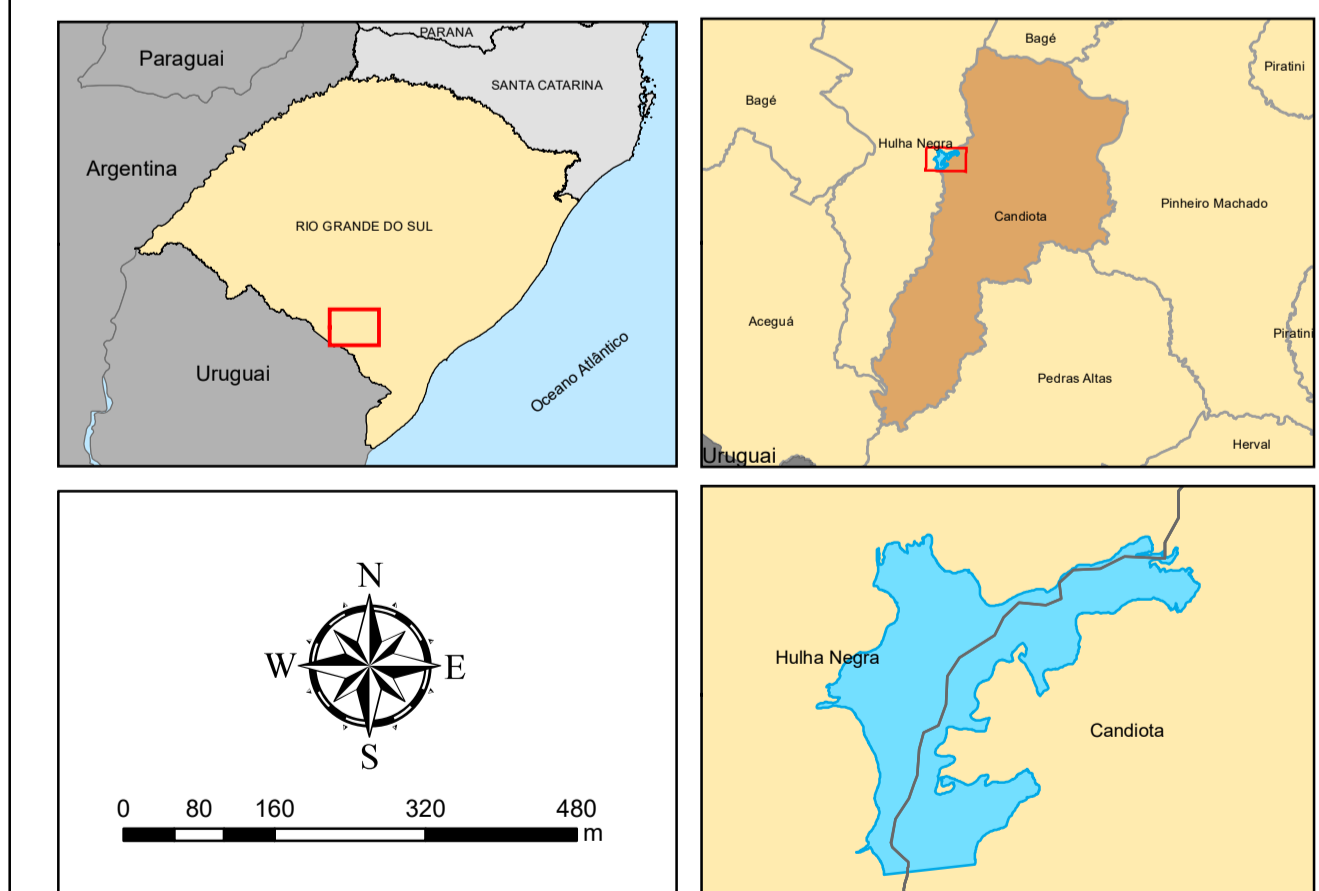 Paraguai
PARANA
SANTA CATARINA
Argentina
RIO GRANDE DO SUL
Uruguai
Oceano Atlântico
Bagé
Piratini
Bagé
Hulha Negra
Pinheiro Machado
Candiota
Aceguá
Piratini
Pedras Altas
Herval
Uruguai
N
W E
S
0 80 160 320 480
m
Hulha Negra
Candiota